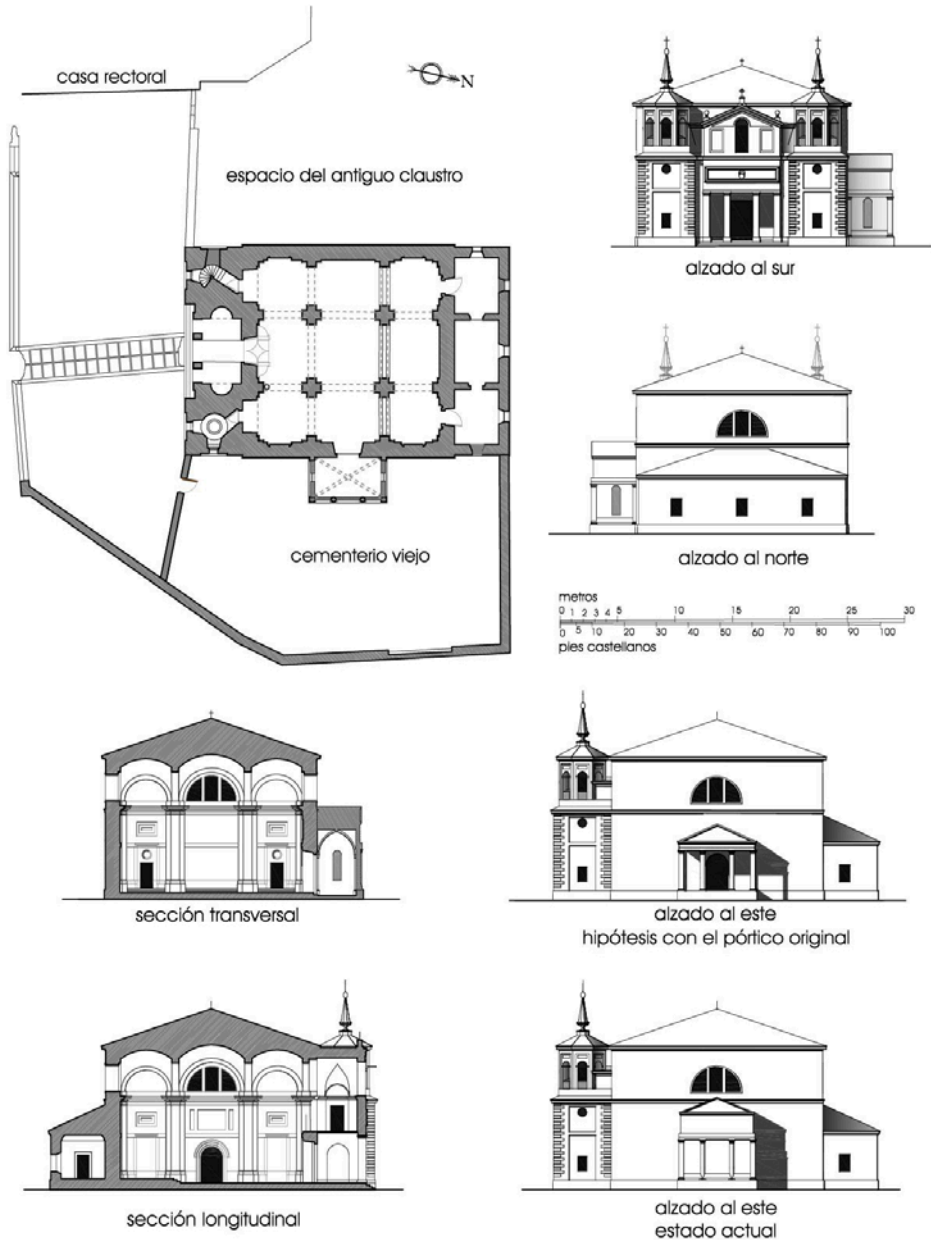 casa rectoral
N
espacio del antiguo claustro
alzado al sur
cementerio viejo
alzado al norte
metros
0 1 2 3 4 5 10 15 20 25 30
0 5 10 20 30 40 50 60 70 80 90 100
pies castellanos
sección transversal
alzado al este
hipótesis con el pórtico original
sección longitudinal
alzado al este
estado actual